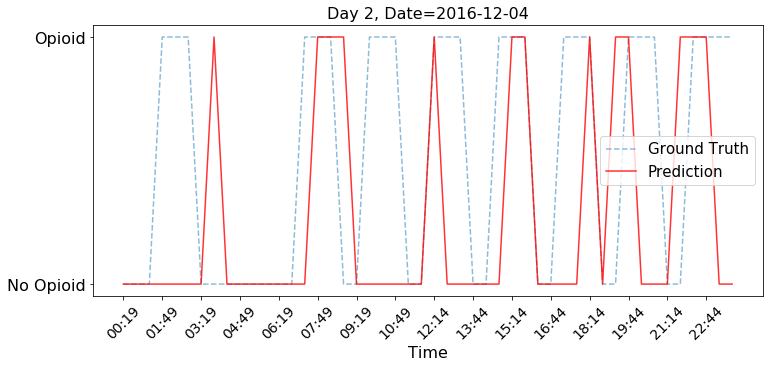 Day 2, Date=2016-12-04
Opioid
No Opioid
Ground Truth
Prediction
00:19
01:49
03:19
04:49
06:19
07:49
09:19
10:49
12:14
13:44
15:14
16:44
18:14
19:44
21:14
22:44
Time